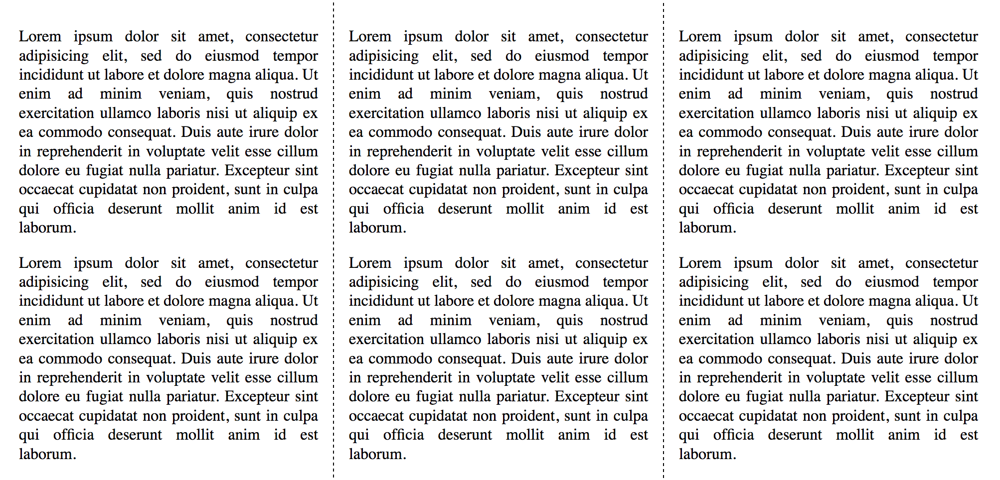 Lorem ipsum dolor sit amet, consectetur
adipisicing elit, sed do eiusmod tempor
incididunt ut labore et dolore magna aliqua. Ut
enim ad minim veniam, quis nostrud
exercitation ullamco laboris nisi ut aliquip ex
ea commodo consequat. Duis aute irure dolor
in reprehenderit in voluptate velit esse cillum
dolore eu fugiat nulla pariatur. Excepteur sint
occaecat cupidatat non proident, sunt in culpa
qui officia deserunt mollit anim id est
laborum.
Lorem ipsum dolor sit amet, consectetur
adipisicing elit, sed do eiusmod tempor
incididunt ut labore et dolore magna aliqua. Ut
enim ad minim veniam, quis nostrud
exercitation ullamco laboris nisi ut aliquip ex
ea commodo consequat. Duis aute irure dolor
in reprehenderit in voluptate velit esse cillum
dolore eu fugiat nulla pariatur. Excepteur sint
occaecat cupidatat non proident, sunt in culpa
qui officia deserunt mollit anim id est
laborum.
Lorem ipsum dolor sit amet, consectetur
adipisicing elit, sed do eiusmod tempor
incididunt ut labore et dolore magna aliqua. Ut
enim ad minim veniam, quis nostrud
exercitation ullamco laboris nisi ut aliquip ex
ea commodo consequat. Duis aute irure dolor
in reprehenderit in voluptate velit esse cillum
dolore eu fugiat nulla pariatur. Excepteur sint
occaecat cupidatat non proident, sunt in culpa
qui officia deserunt mollit anim id est
laborum.
Lorem ipsum dolor sit amet, consectetur
adipisicing elit, sed do eiusmod tempor
incididunt ut labore et dolore magna aliqua. Ut
enim ad minim veniam, quis nostrud
exercitation ullamco laboris nisi ut aliquip ex
ea commodo consequat. Duis aute irure dolor
in reprehenderit in voluptate velit esse cillum
dolore eu fugiat nulla pariatur. Excepteur sint
occaecat cupidatat non proident, sunt in culpa
qui officia deserunt mollit anim id est
laborum.
Lorem ipsum dolor sit amet, consectetur
adipisicing elit, sed do eiusmod tempor
incididunt ut labore et dolore magna aliqua. Ut
enim ad minim veniam, quis nostrud
exercitation ullamco laboris nisi ut aliquip ex
ea commodo consequat. Duis aute irure dolor
in reprehenderit in voluptate velit esse cillum
dolore eu fugiat nulla pariatur. Excepteur sint
occaecat cupidatat non proident, sunt in culpa
qui officia deserunt mollit anim id est
laborum.
Lorem ipsum dolor sit amet, consectetur
adipisicing elit, sed do eiusmod tempor
incididunt ut labore et dolore magna aliqua. Ut
enim ad minim veniam, quis nostrud
exercitation ullamco laboris nisi ut aliquip ex
ea commodo consequat. Duis aute irure dolor
in reprehenderit in voluptate velit esse cillum
dolore eu fugiat nulla pariatur. Excepteur sint
occaecat cupidatat non proident, sunt in culpa
qui officia deserunt mollit anim id est
laborum.